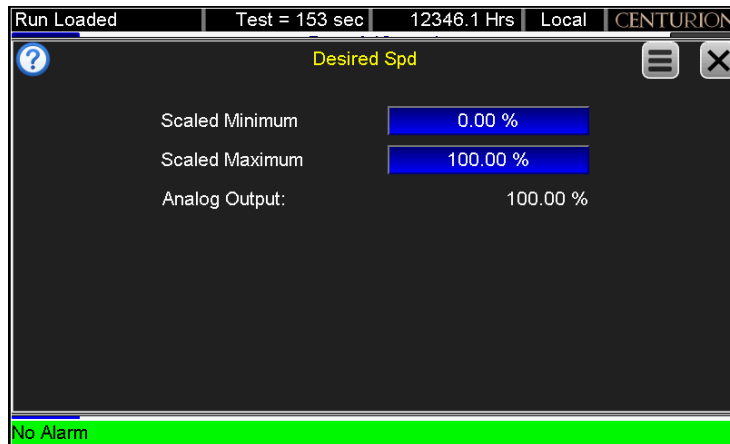 Run Loaded Test = 153 sec 12346.1 Hrs Local CENTURION
?
Desired Spd
Scaled Minimum 0.00 %
Scaled Maximum 100.00 %
Analog Output: 100.00 %
No Alarm